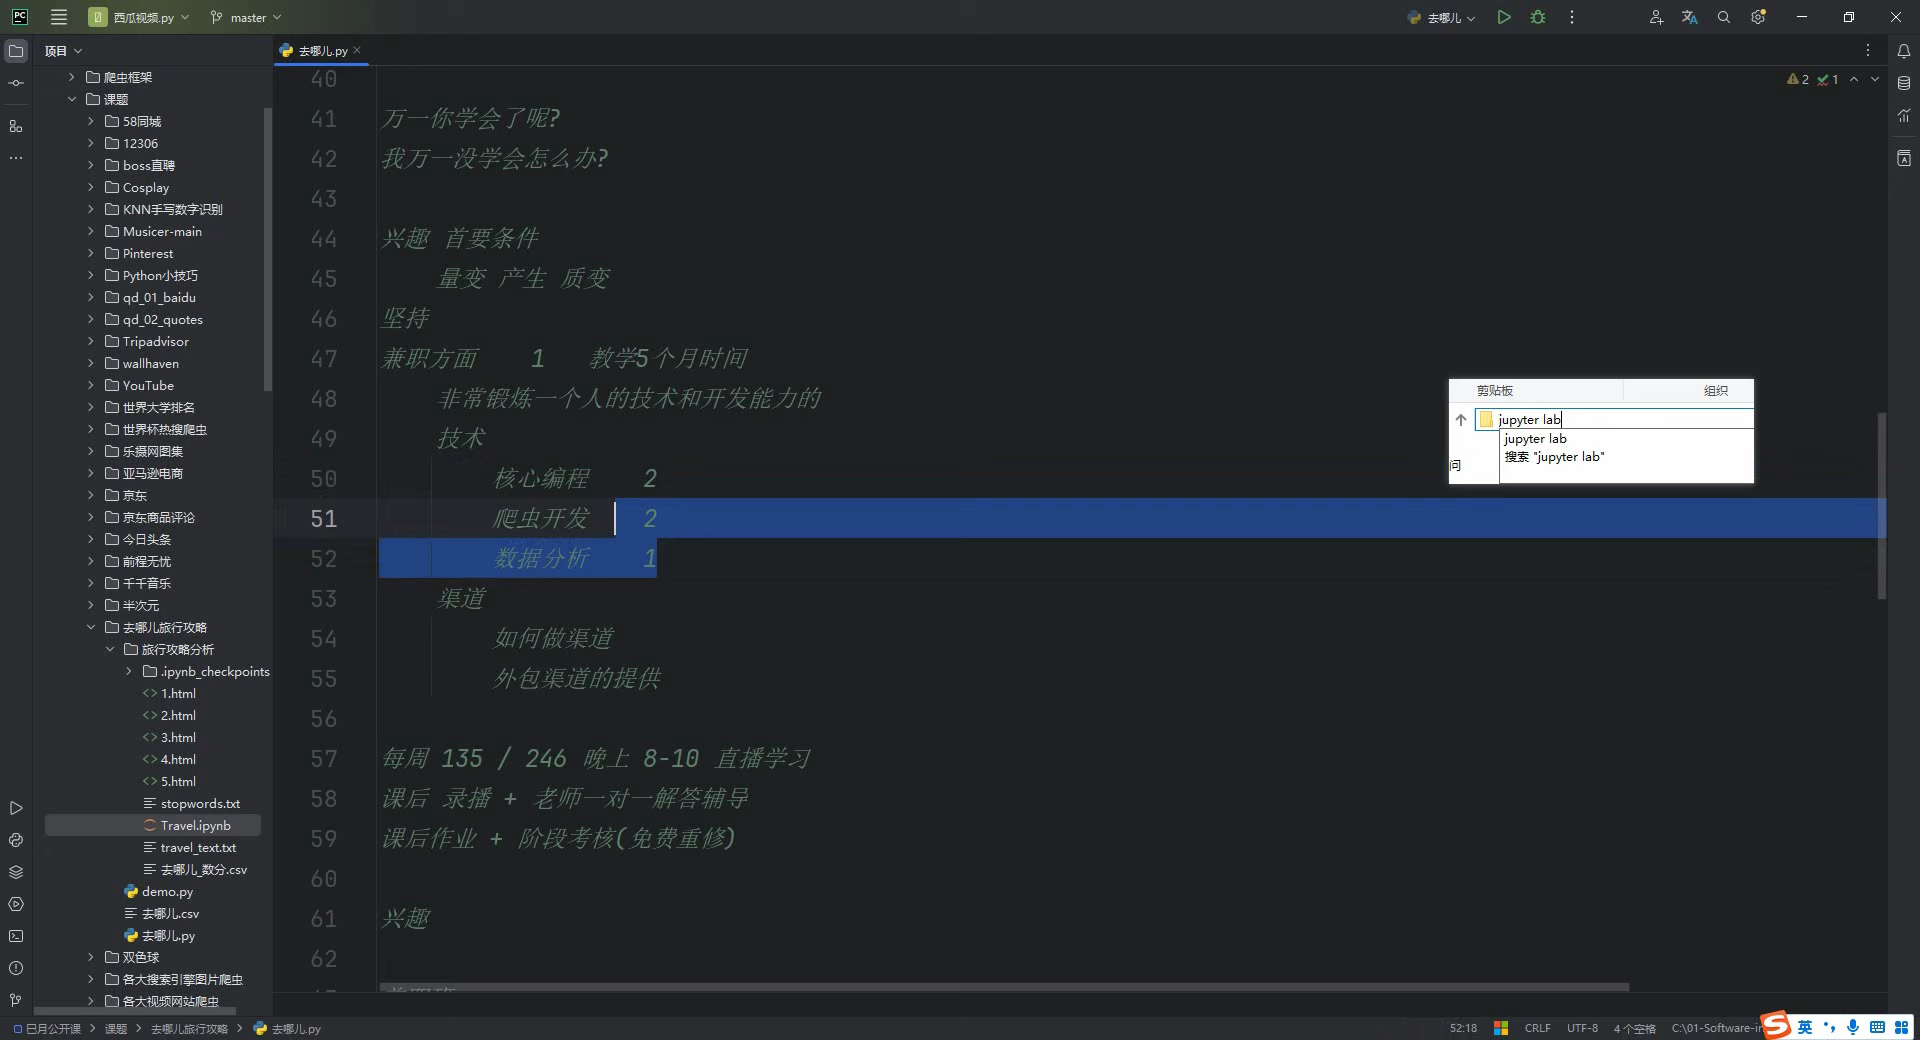 PC
西瓜视频.py
master
去哪儿
项目
去哪儿.py
爬虫框架
课题
58同城
12306
boss直聘
Cosplay
KNN手写数字识别
Musicer-main
Pinterest
Python小技巧
qd_01_baidu
qd_02_quotes
Tripadvisor
wallhaven
YouTube
世界大学排名
世界杯热搜爬虫
乐摄网图集
亚马逊电商
京东
京东商品评论
今日头条
前程无忧
千千音乐
半次元
去哪儿旅行攻略
旅行攻略分析
.ipynb_checkpoints
1.html
2.html
3.html
4.html
5.html
stopwords.txt
Travel.ipynb
travel_text.txt
去哪儿_数分.csv
demo.py
去哪儿.csv
去哪儿.py
双色球
各大搜索引擎图片爬虫
各大视频网站爬虫
2 1
40
41 万一你学会了呢?
42 我万一没学会怎么办?
43
44 兴趣 首要条件
45 量变 产生 质变
46 坚持
47 兼职方面 1 教学5个月时间
48 非常锻炼一个人的技术和开发能力的
49 技术
50 核心编程 2
51 爬虫开发 2
52 数据分析 1
53 渠道
54 如何做渠道
55 外包渠道的提供
56
57 每周 135 / 246 晚上 8-10 直播学习
58 课后 录播 + 老师一对一解答辅导
59 课后作业 + 阶段考核(免费重修)
60
61 兴趣
62
剪贴板 组织
jupyter lab
jupyter lab
搜索 "jupyter lab"
问
巳月公开课 > 课题 > 去哪儿旅行攻略 > 去哪儿.py
52:18 CRLF UTF-8 4 个空格 C:\01-Software-in
英